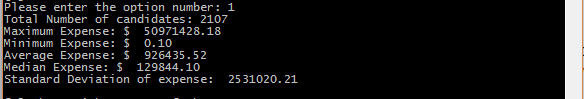 Please enter the option number: 1
Total Number of candidates: 2107
Maximum Expense: $  50971428.18
Minimum Expense: $  0.10
Average Expense: $  926435.52
Median Expense: $  129844.10
Standard Deviation of expense:  2531020.21